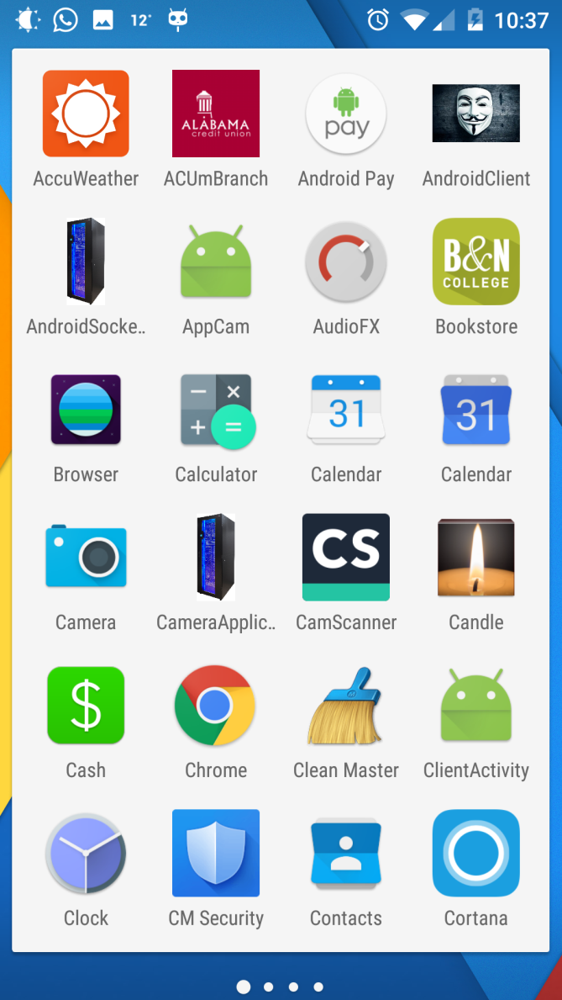 12° 10:37
ALABAMA
credit union
pay
AccuWeather ACUmBranch Android Pay AndroidClient
B&N
COLLEGE
AndroidSocke.. AppCam AudioFX Bookstore
31 31
Browser Calculator Calendar Calendar
CS
Camera CameraApplic.. CamScanner Candle
$
Cash Chrome Clean Master ClientActivity
Clock CM Security Contacts Cortana